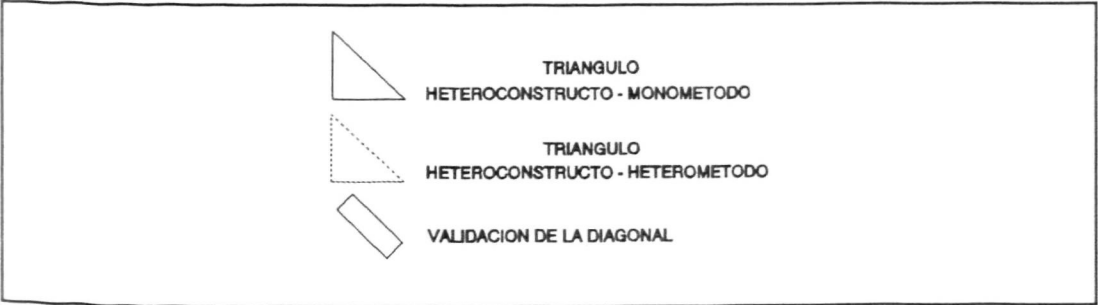 TRIANGULO
HETEROCONSTRUCTO - MONOMETODO
TRIANGULO
HETEROCONSTRUCTO - HETEROMETODO
VALIDACION DE LA DIAGONAL